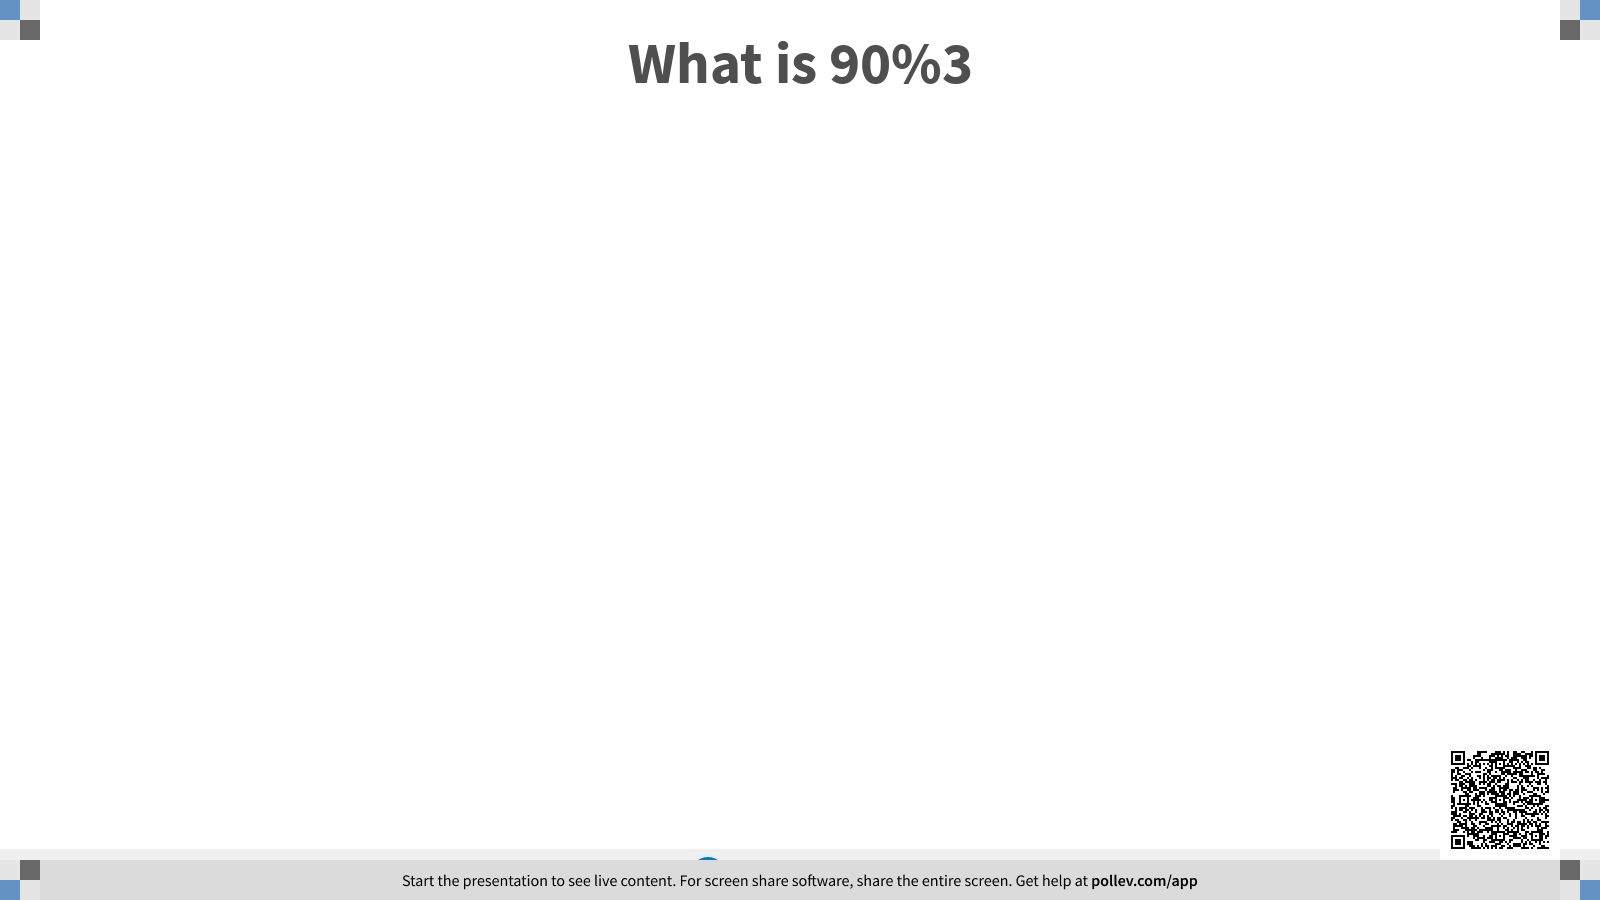 What is 90%3
Start the presentation to see live content. For screen share software, share the entire screen. Get help at pollev.com/app